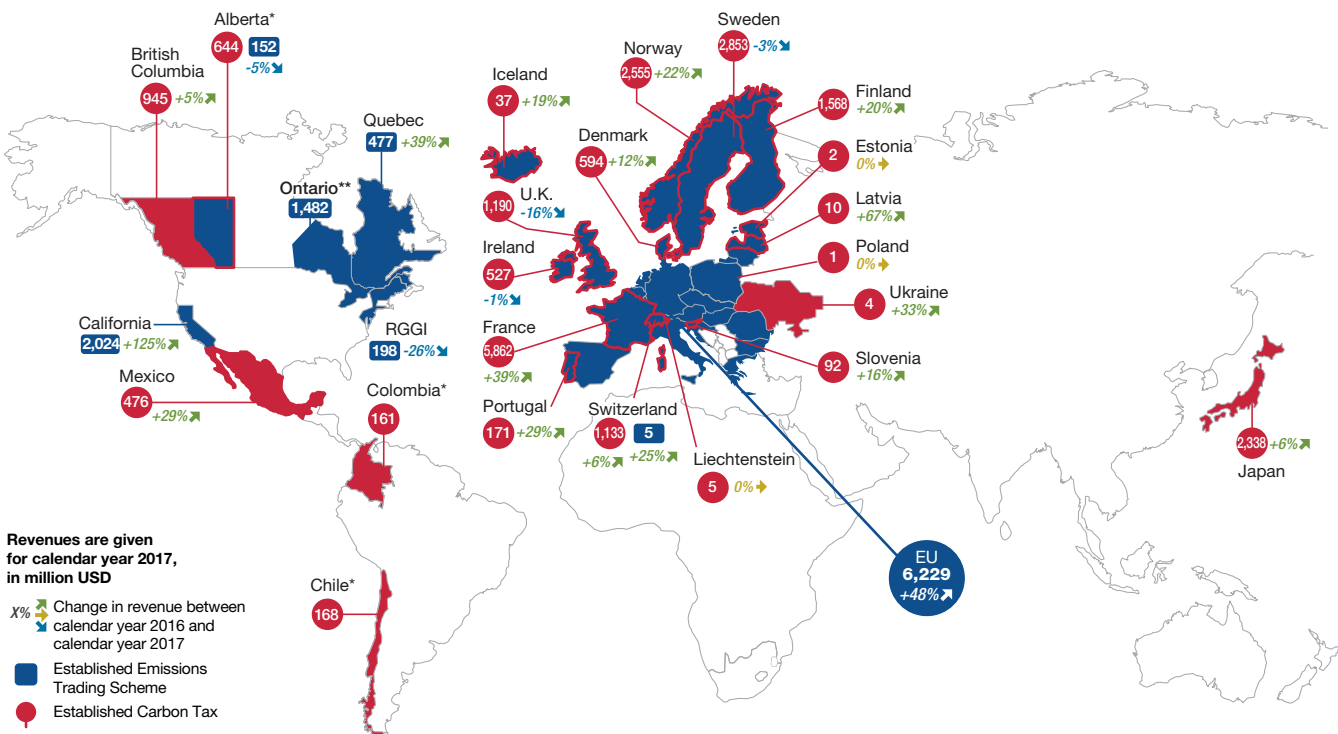 Alberta*
644 152
-5%
British
Columbia
945 +5%
Quebec
477 +39%
Ontario**
1,482
California
2,024 +125%
RGGI
198 -26%
Mexico
476
+29%
Colombia*
161
Chile*
168
Iceland
37 +19%
Norway
2,555 +22%
Sweden
2,853 -3%
Denmark
594 +12%
Finland
1,568
+20%
Estonia
2
0%
Latvia
10
+67%
Poland
1
0%
Ukraine
4
+33%
Slovenia
92
+16%
U.K.
1,190
-16%
Ireland
527
-1%
France
5,862
+39%
Portugal
171 +29%
Switzerland
1,133 5
+6% +25%
Liechtenstein
5 0%
EU
6,229
+48%
2,338 +6%
Japan
Revenues are given
for calendar year 2017,
in million USD
X% Change in revenue between
calendar year 2016 and
calendar year 2017
Established Emissions
Trading Scheme
Established Carbon Tax